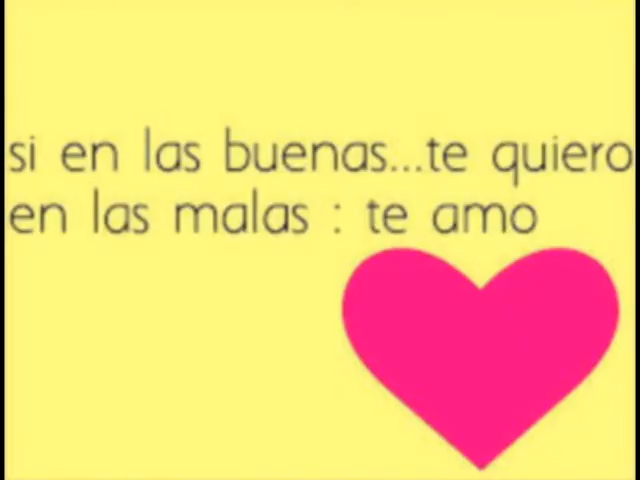 si en las buenas...te quiero
en las malas : te amo